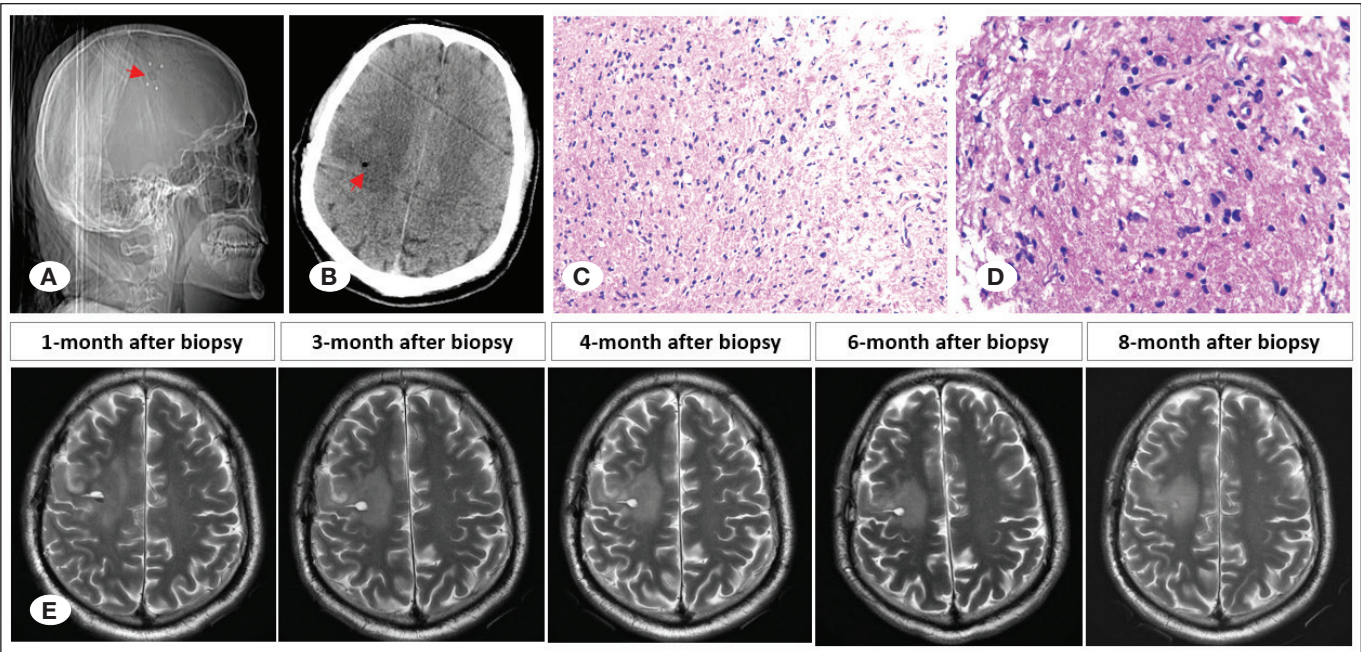 A
B
C
D
1-month after biopsy
3-month after biopsy
4-month after biopsy
6-month after biopsy
8-month after biopsy
E